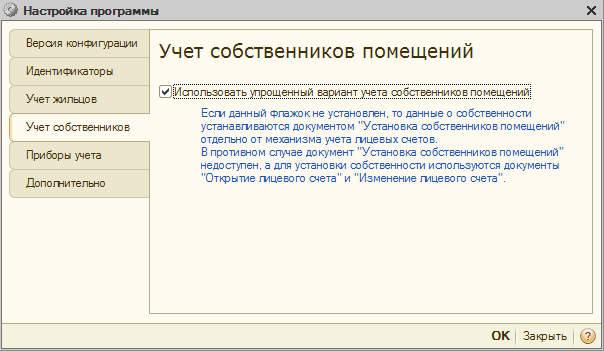 Настройка программы
Версия конфигурации
Идентификаторы
Учет жильцов
Учет собственников
Приборы учета
Дополнительно
Учет собственников помещений
Использовать упрощенный вариант учета собственников помещений
Если данный флажок не установлен, то данные о собственности
устанавливаются документом "Установка собственников помещений"
отдельно от механизма учета лицевых счетов.
В противном случае документ "Установка собственников помещений"
недоступен, а для установки собственности используются документы
"Открытие лицевого счета" и "Изменение лицевого счета".
OK Закрыть ?